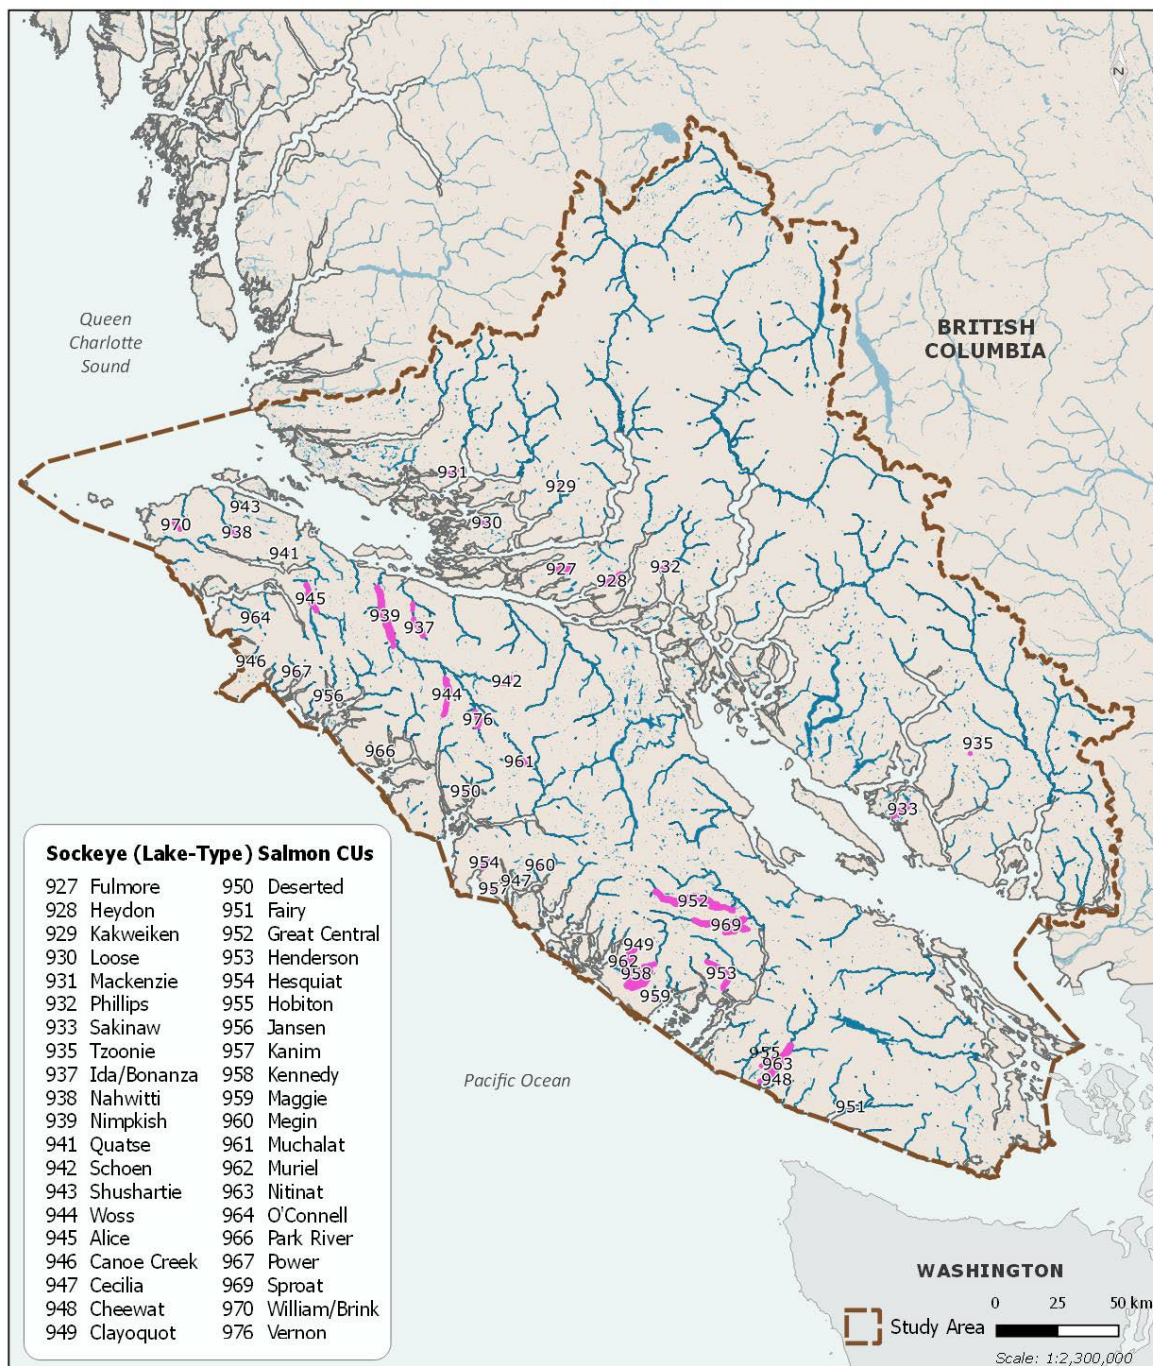 N
Queen
Charlotte
Sound
BRITISH
COLUMBIA
931
929
930
943
970
938
941
927
928
932
945
939
937
964
946
967
956
944
942
976
966
961
950
935
933
954
960
947
957
952
969
949
962
958
953
959
955
963
948
951
Pacific Ocean
Sockeye (Lake-Type) Salmon CUs
927 Fulmore 950 Deserted
928 Heydon 951 Fairy
929 Kakweiken 952 Great Central
930 Loose 953 Henderson
931 Mackenzie 954 Hesquiat
932 Phillips 955 Hobiton
933 Sakinaw 956 Jansen
935 Tzoonie 957 Kanim
937 Ida/Bonanza 958 Kennedy
938 Nahwitti 959 Maggie
939 Nimpkish 960 Megin
941 Quatse 961 Muchalat
942 Schoen 962 Muriel
943 Shushartie 963 Nitinat
944 Woss 964 O'Connell
945 Alice 966 Park River
946 Canoe Creek 967 Power
947 Cecilia 969 Sproat
948 Cheewat 970 William/Brink
949 Clayoquot 976 Vernon
WASHINGTON
0 25 50 km
Study Area
Scale: 1:2,300,000